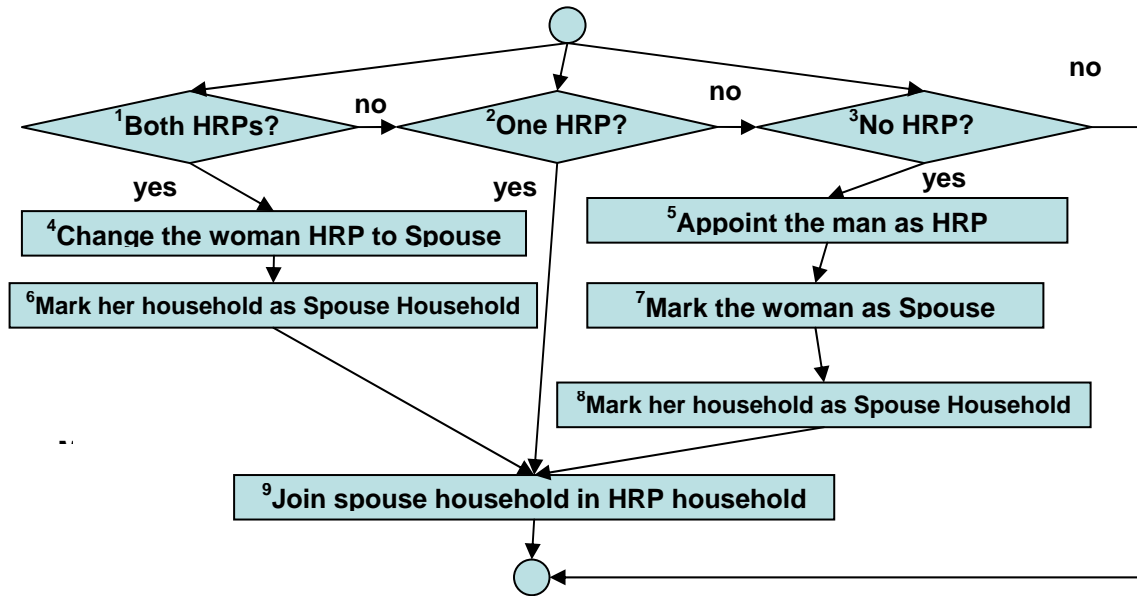 no
no
no
¹Both HRPs?
²One HRP?
³No HRP?
yes
yes
yes
⁴Change the woman HRP to Spouse
⁵Appoint the man as HRP
⁶Mark her household as Spouse Household
⁷Mark the woman as Spouse
⁸Mark her household as Spouse Household
⁹Join spouse household in HRP household